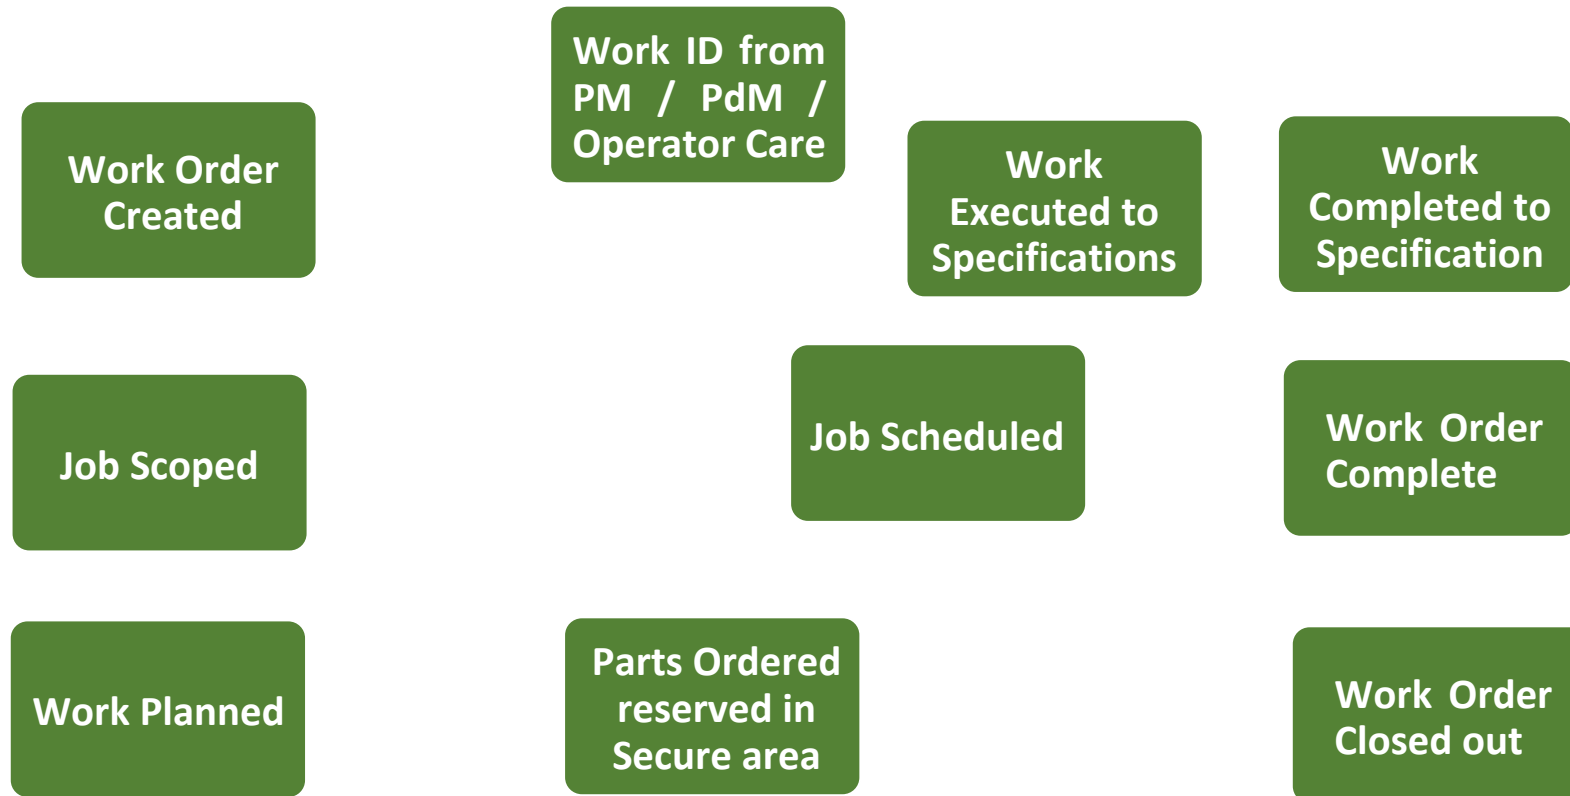 Work ID from
PM / PdM /
Operator Care
Work Order
Created
Work
Executed to
Specifications
Work
Completed to
Specification
Job Scheduled
Work Order
Complete
Job Scoped
Work Planned
Parts Ordered
reserved in
Secure area
Work Order
Closed out